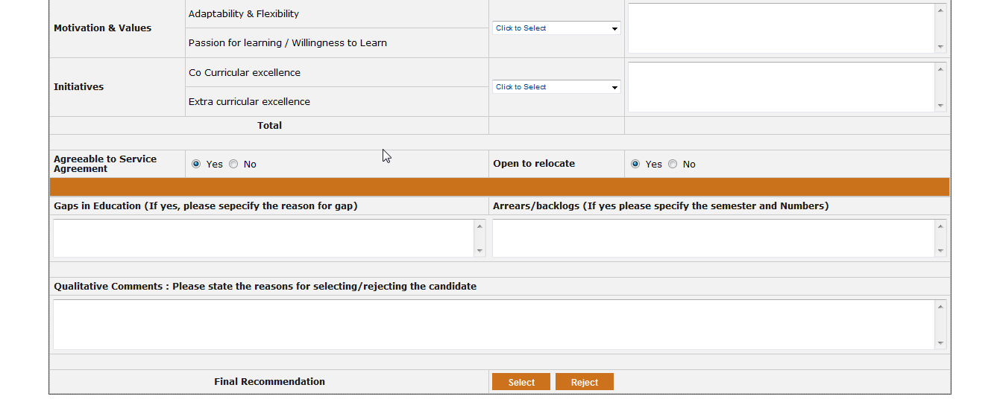 Adaptability & Flexibility
Motivation & Values
Click to Select
Passion for learning / Willingness to Learn
Co Curricular excellence
Initiatives
Click to Select
Extra curricular excellence
Total
Agreeable to Service
Agreement
Yes No
Open to relocate
Yes No
Gaps in Education (If yes, please sepecify the reason for gap)
Arrears/backlogs (If yes please specify the semester and Numbers)
Qualitative Comments : Please state the reasons for selecting/rejecting the candidate
Final Recommendation
Select
Reject